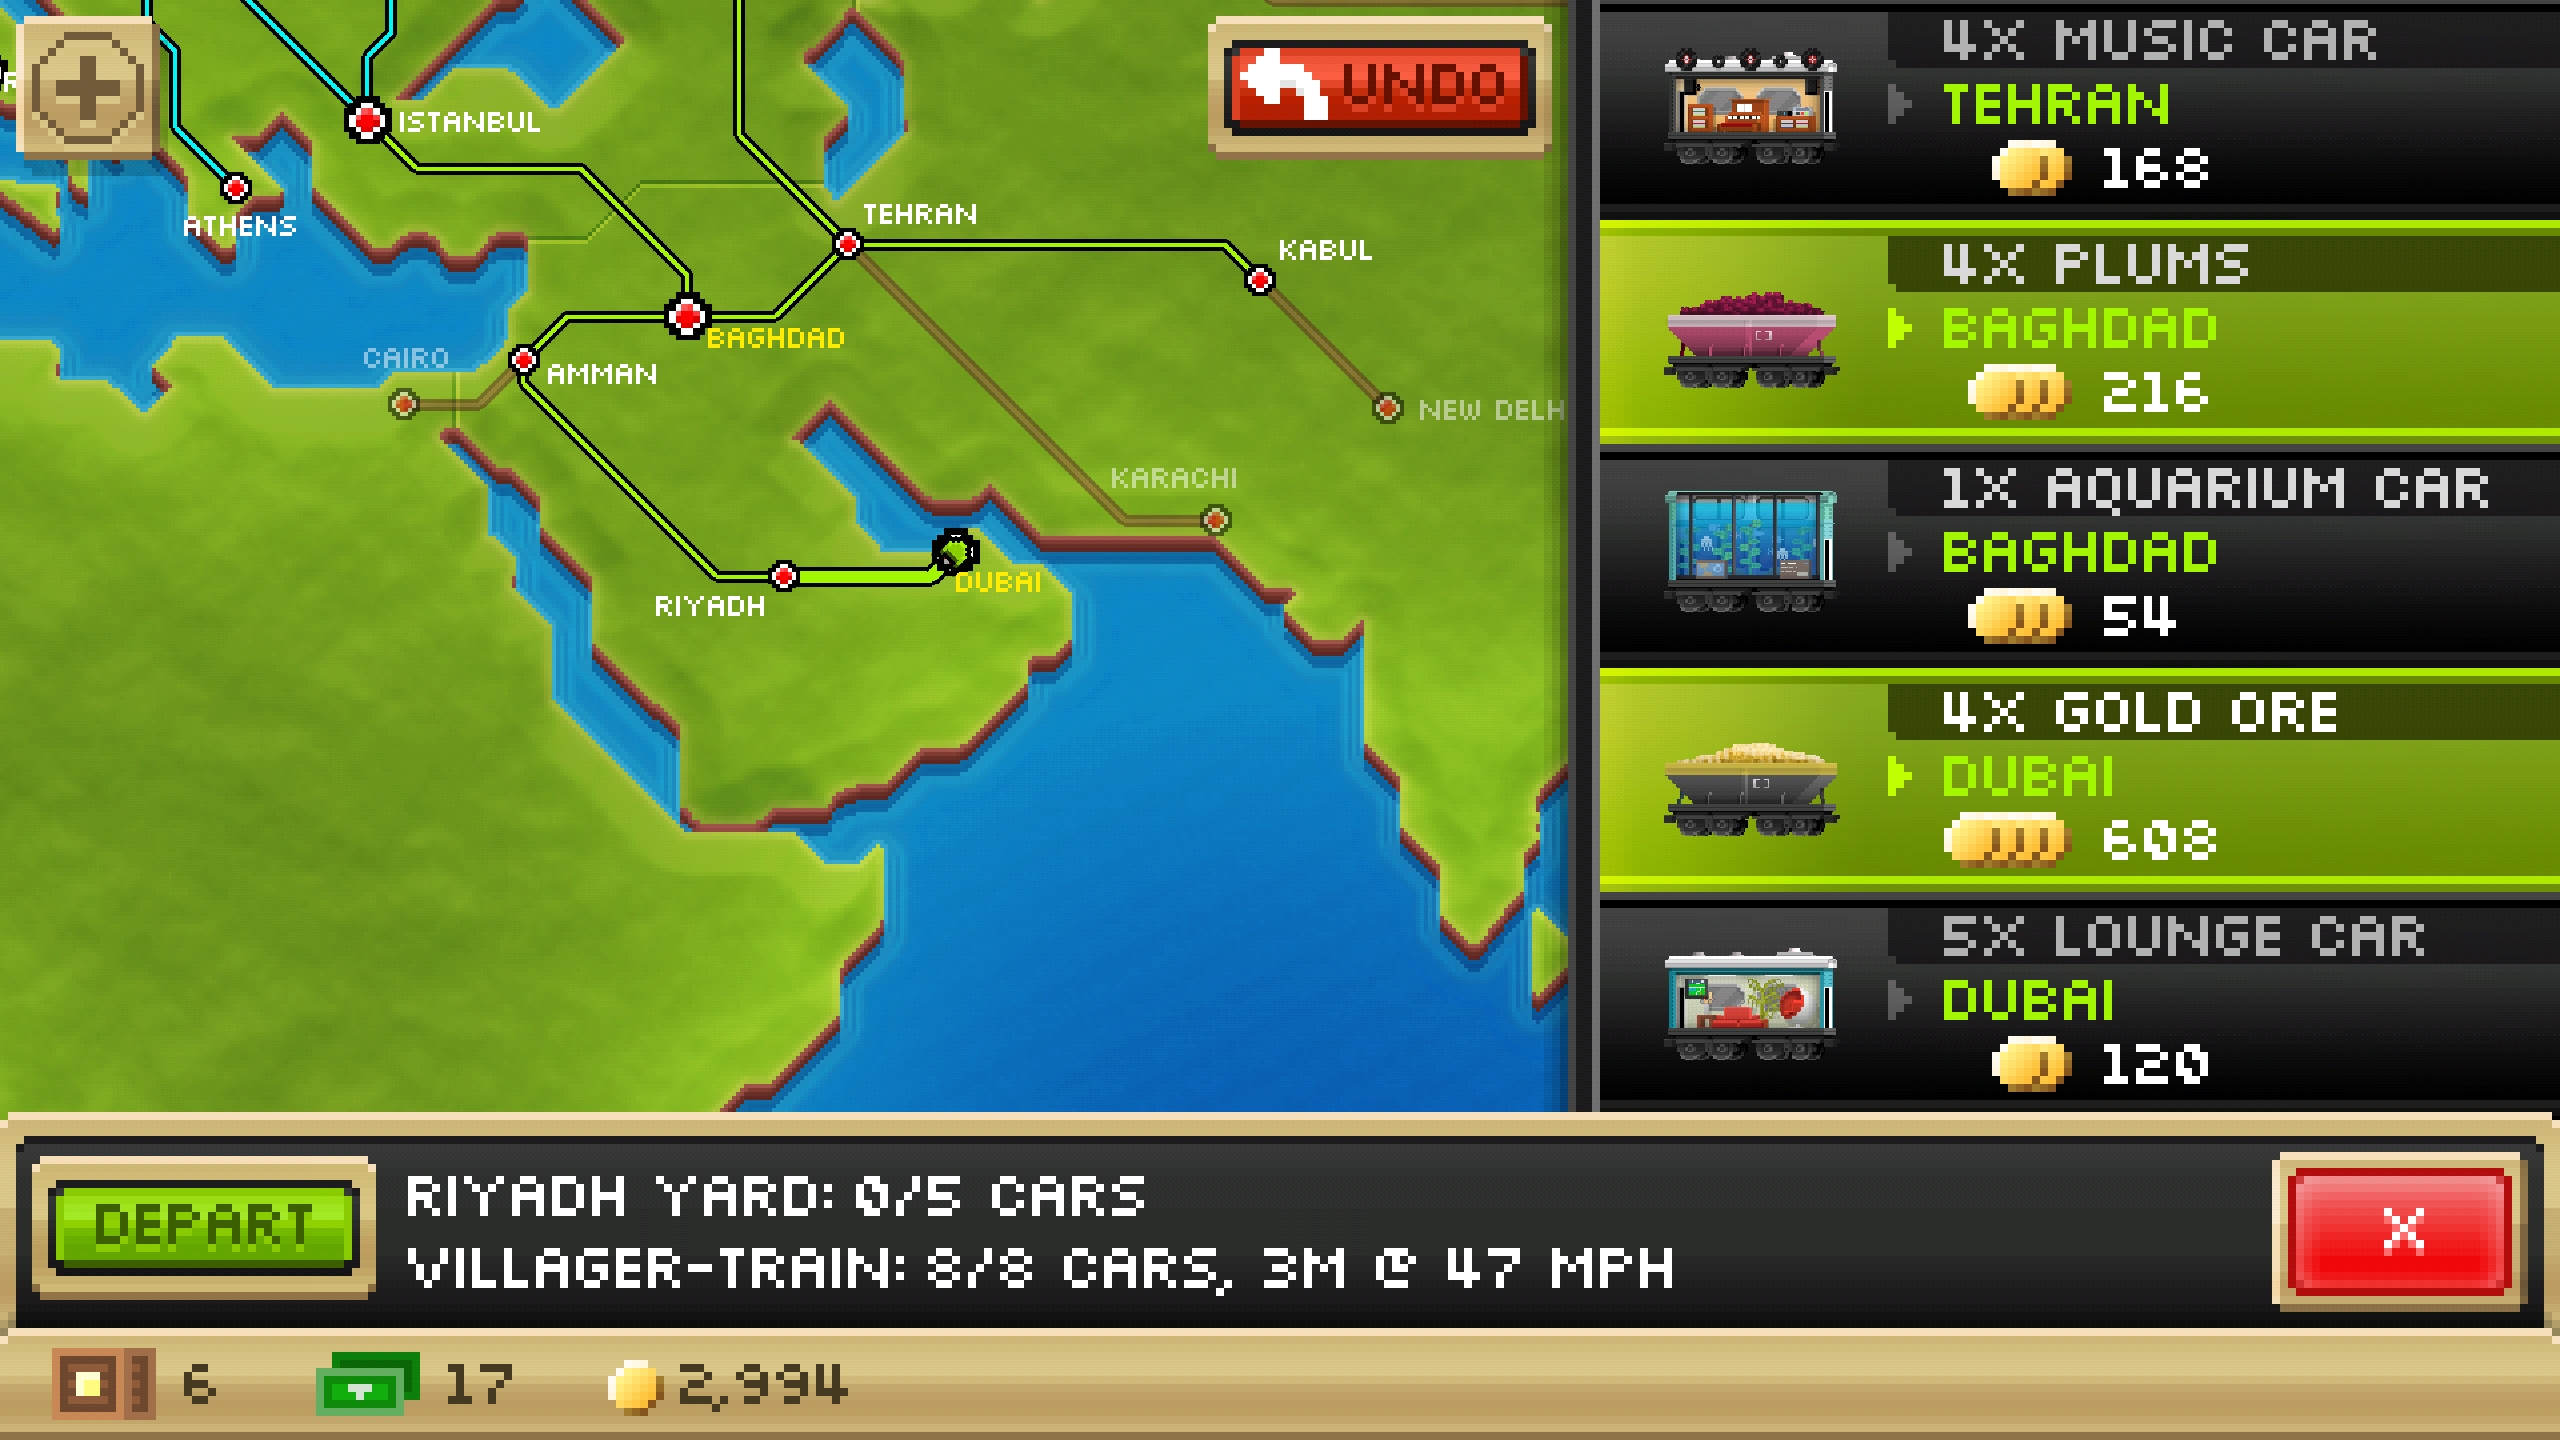 ISTANBUL
ATHENS
TEHRAN
KABUL
BAGHDAD
CAIRO
AMMAN
NEW DELH
KARACHI
DUBAI
RIYADH
UNDO
4X MUSIC CAR
TEHRAN
168
4X PLUMS
BAGHDAD
216
1X AQUARIUM CAR
BAGHDAD
54
4X GOLD ORE
DUBAI
608
5X LOUNGE CAR
DUBAI
120
DEPART
RIYADH YARD: 0/5 CARS
VILLAGER-TRAIN: 8/8 CARS, 3M @ 47 MPH
X
6
17
2,994